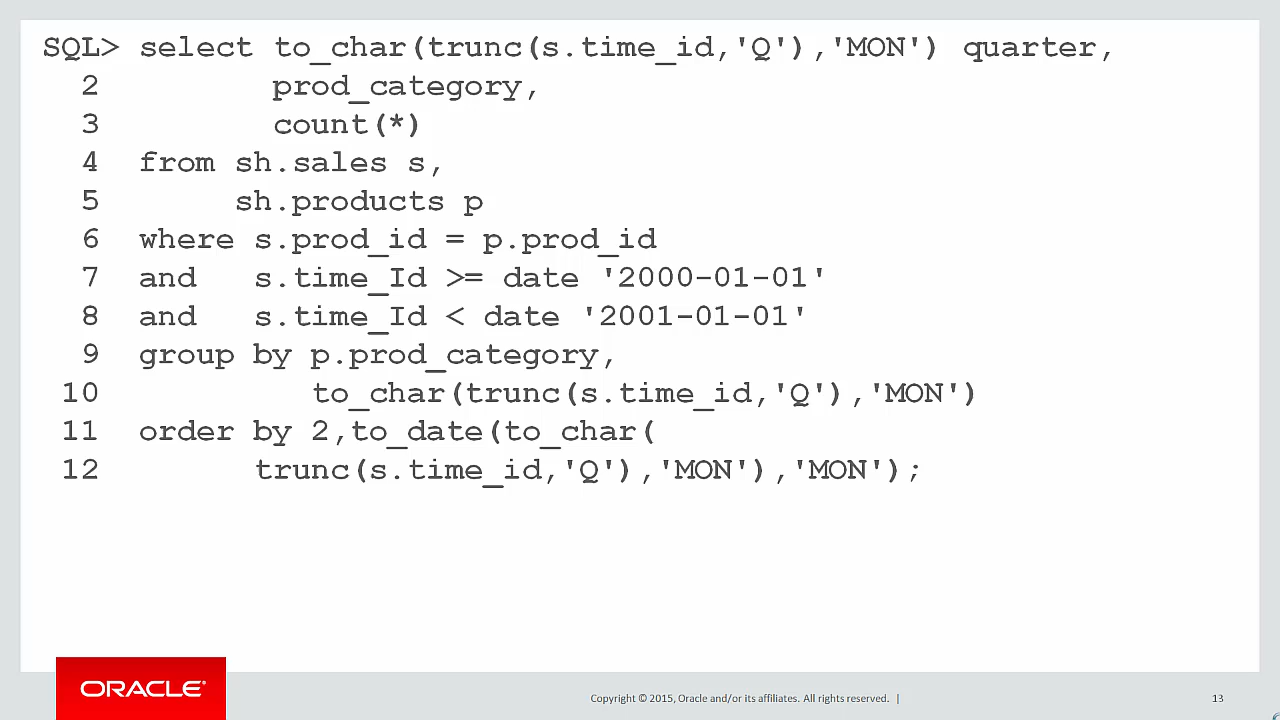 SQL> select to_char(trunc(s.time_id,'Q'),'MON') quarter,
2 prod_category,
3 count(*)
4 from sh.sales s,
5 sh.products p
6 where s.prod_id = p.prod_id
7 and s.time_Id >= date '2000-01-01'
8 and s.time_Id < date '2001-01-01'
9 group by p.prod_category,
10 to_char(trunc(s.time_id,'Q'),'MON')
11 order by 2,to_date(to_char(
12 trunc(s.time_id,'Q'),'MON'),'MON');
ORACLE®
Copyright © 2015, Oracle and/or its affiliates. All rights reserved. |
13